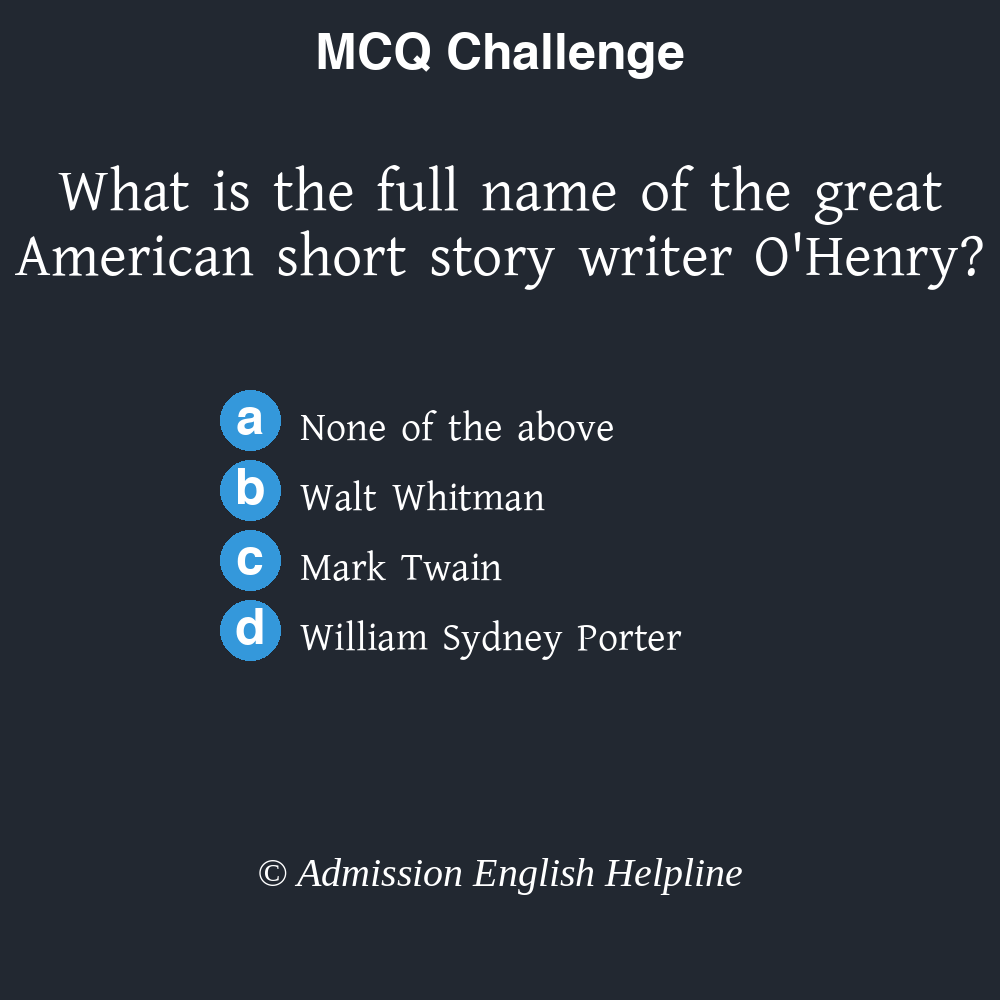 MCQ Challenge
What is the full name of the great
American short story writer O'Henry?
a None of the above
b Walt Whitman
c Mark Twain
d William Sydney Porter
© Admission English Helpline